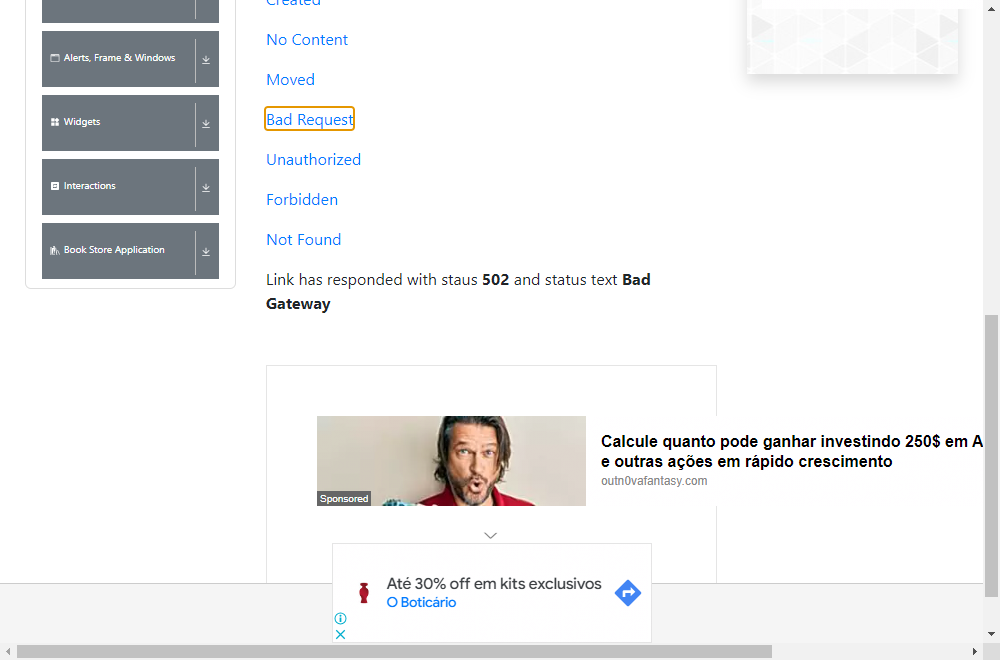 Created
No Content
Moved
Bad Request
Unauthorized
Forbidden
Not Found
Link has responded with staus 502 and status text Bad
Gateway
Alerts, Frame & Windows
Widgets
Interactions
Book Store Application
Sponsored
Calcule quanto pode ganhar investindo 250$ em A
e outras ações em rápido crescimento
outn0vafantasy.com
Até 30% off em kits exclusivos
O Boticário